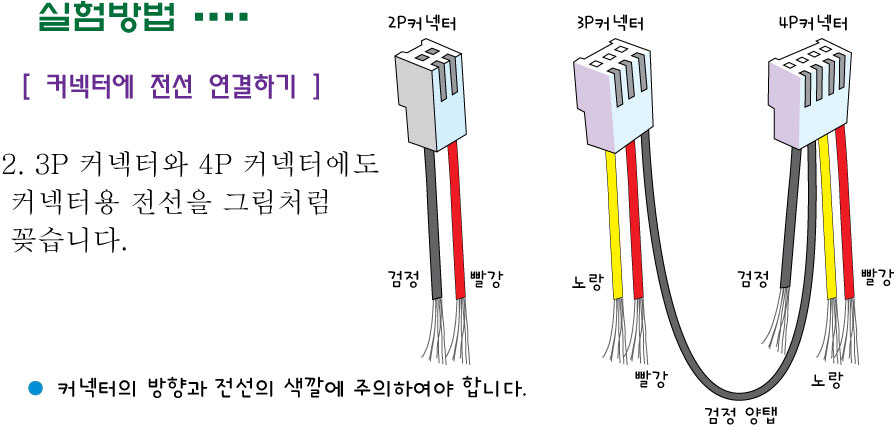 실험방법 ····
[ 커넥터에 전선 연결하기 ]
2. 3P 커넥터와 4P 커넥터에도
커넥터용 전선을 그림처럼
꽂습니다.
2P커넥터
3P커넥터
4P커넥터
검정
빨강
노랑
빨강
검정
빨강
노랑
검정 양탭
● 커넥터의 방향과 전선의 색깔에 주의하여야 합니다.